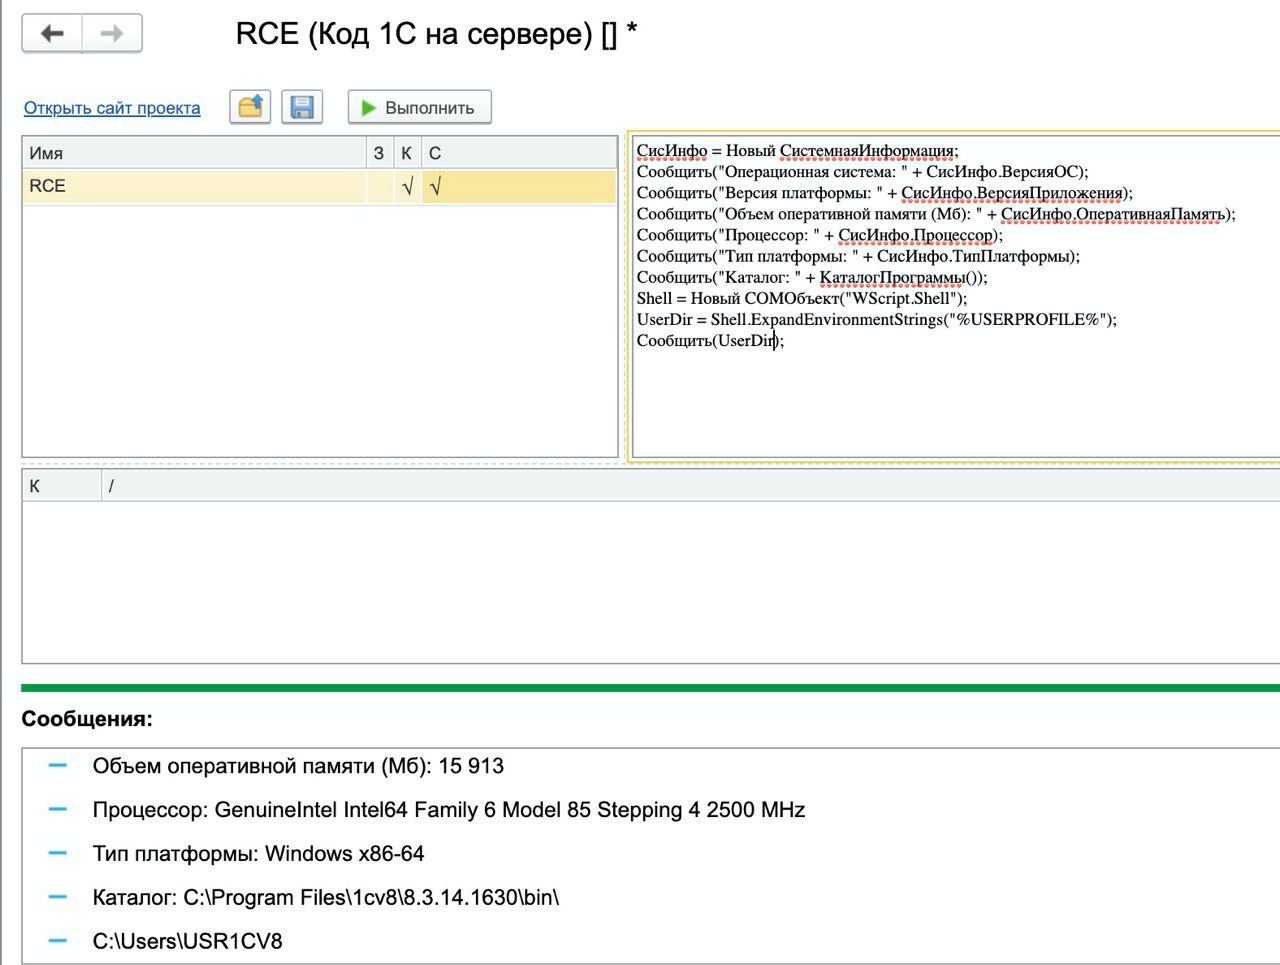 RCE (Код 1С на сервере) [] *
Открыть сайт проекта
Выполнить
Имя З К С
RCE √ √
СисИнфо = Новый СистемнаяИнформация;
Сообщить("Операционная система: " + СисИнфо.ВерсияОС);
Сообщить("Версия платформы: " + СисИнфо.ВерсияПриложения);
Сообщить("Объем оперативной памяти (Мб): " + СисИнфо.ОперативнаяПамять);
Сообщить("Процессор: " + СисИнфо.Процессор);
Сообщить("Тип платформы: " + СисИнфо.ТипПлатформы);
Сообщить("Каталог: " + КаталогПрограммы());
Shell = Новый COMОбъект("WScript.Shell");
UserDir = Shell.ExpandEnvironmentStrings("%USERPROFILE%");
Сообщить(UserDir);
К /
Сообщения:
Объем оперативной памяти (Мб): 15 913
Процессор: GenuineIntel Intel64 Family 6 Model 85 Stepping 4 2500 MHz
Тип платформы: Windows x86-64
Каталог: C:\Program Files\1cv8\8.3.14.1630\bin\
C:\Users\USR1CV8